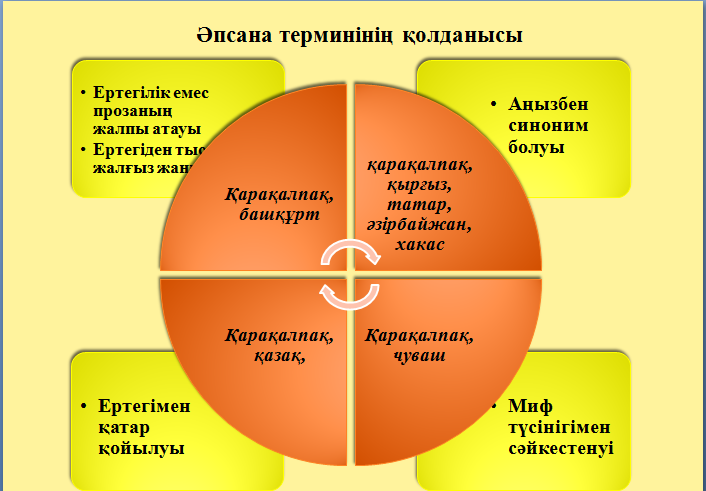 Әпсана терминінің қолданысы
• Ертегілік емес
прозаның
жалпы атауы
• Ертегіден тыс
жалғыз
• Аңызбен
синоним
болуы
Қарақалпақ,
башқұрт
қарақалпақ,
қырғыз,
татар,
әзірбайжан,
хакас
Қарақалпақ,
қазақ,
Қарақалпақ,
чуваш
• Ертегімен
қатар
қойылуы
• Миф
түсінігімен
сәйкестенуі